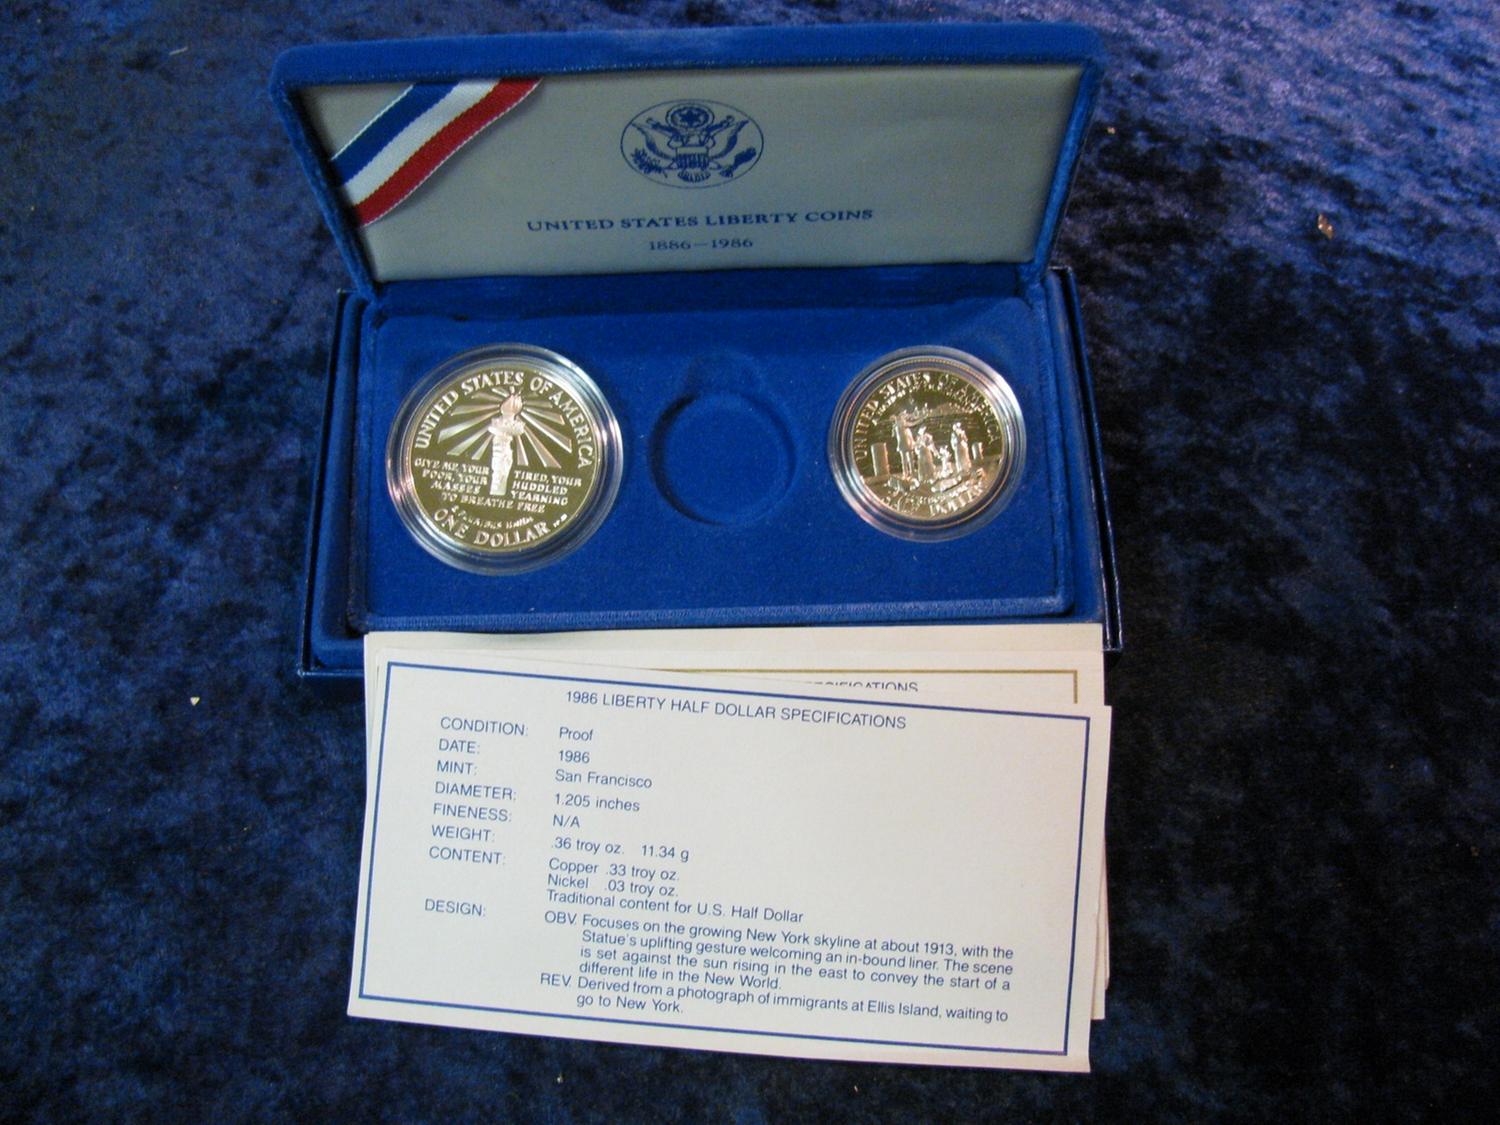 UNITED STATES LIBERTY COINS
1886–1986
UNITED STATES OF AMERICA
GIVE ME YOUR TIRED, YOUR
POOR, YOUR HUDDLED
MASSES YEARNING
TO BREATHE FREE
ONE DOLLAR
UNITED STATES OF AMERICA
HALF DOLLAR
SPECIFICATIONS
1986 LIBERTY HALF DOLLAR SPECIFICATIONS
CONDITION: Proof
DATE: 1986
MINT: San Francisco
DIAMETER: 1.205 inches
FINENESS: N/A
WEIGHT: .36 troy oz. 11.34 g
CONTENT: Copper .33 troy oz.
Nickel .03 troy oz.
Traditional content for U.S. Half Dollar
DESIGN: OBV. Focuses on the growing New York skyline at about 1913, with the
Statue's uplifting gesture welcoming an in-bound liner. The scene
is set against the sun rising in the east to convey the start of a
different life in the New World.
REV. Derived from a photograph of immigrants at Ellis Island, waiting to
go to New York.